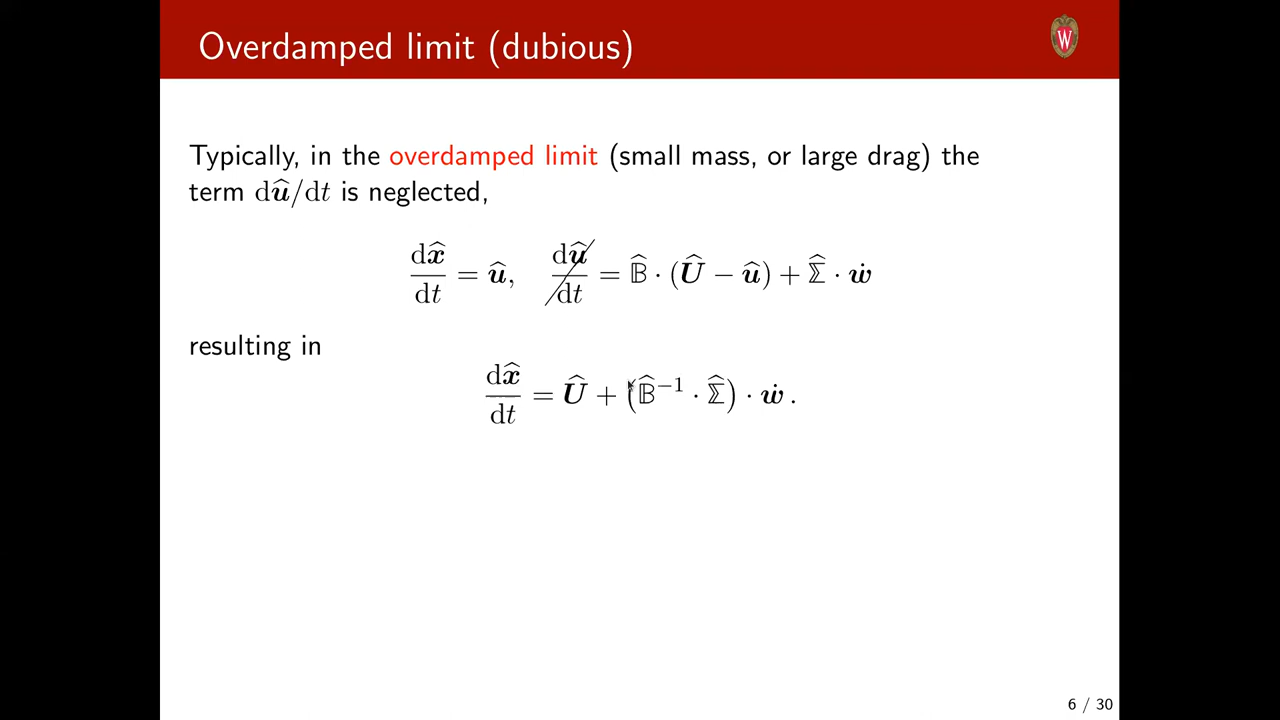 Overdamped limit (dubious)
W
Typically, in the overdamped limit (small mass, or large drag) the
term d𝒖̂/dt is neglected,
d𝒙̂/dt = 𝒖̂, d𝒖̂/dt = 𝔹̂ · (𝑼̂ − 𝒖̂) + Σ̂ · 𝒘̇
resulting in
d𝒙̂/dt = 𝑼̂ + (𝔹̂⁻¹ · Σ̂) · 𝒘̇ .
6 / 30